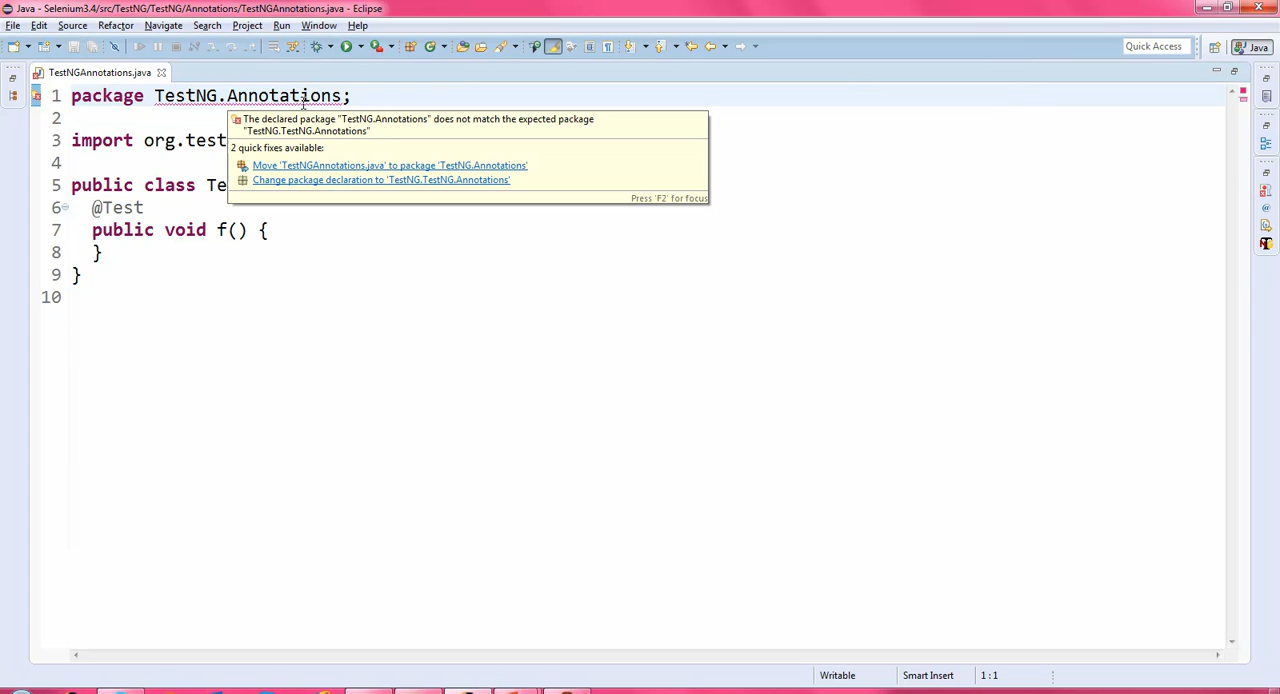 Java - Selenium3.4/src/TestNG/TestNG/Annotations/TestNGAnnotations.java - Eclipse
File Edit Source Refactor Navigate Search Project Run Window Help
Quick Access Java
TestNGAnnotations.java
1 package TestNG.Annotations;
The declared package "TestNG.Annotations" does not match the expected package
"TestNG.TestNG.Annotations"
2 quick fixes available:
Move 'TestNGAnnotations.java' to package 'TestNG.Annotations'
Change package declaration to 'TestNG.TestNG.Annotations'
Press 'F2' for focus
2
3 import org.test
4
5 public class Te
6 @Test
7 public void f() {
8 }
9 }
10
Writable Smart Insert 1 : 1